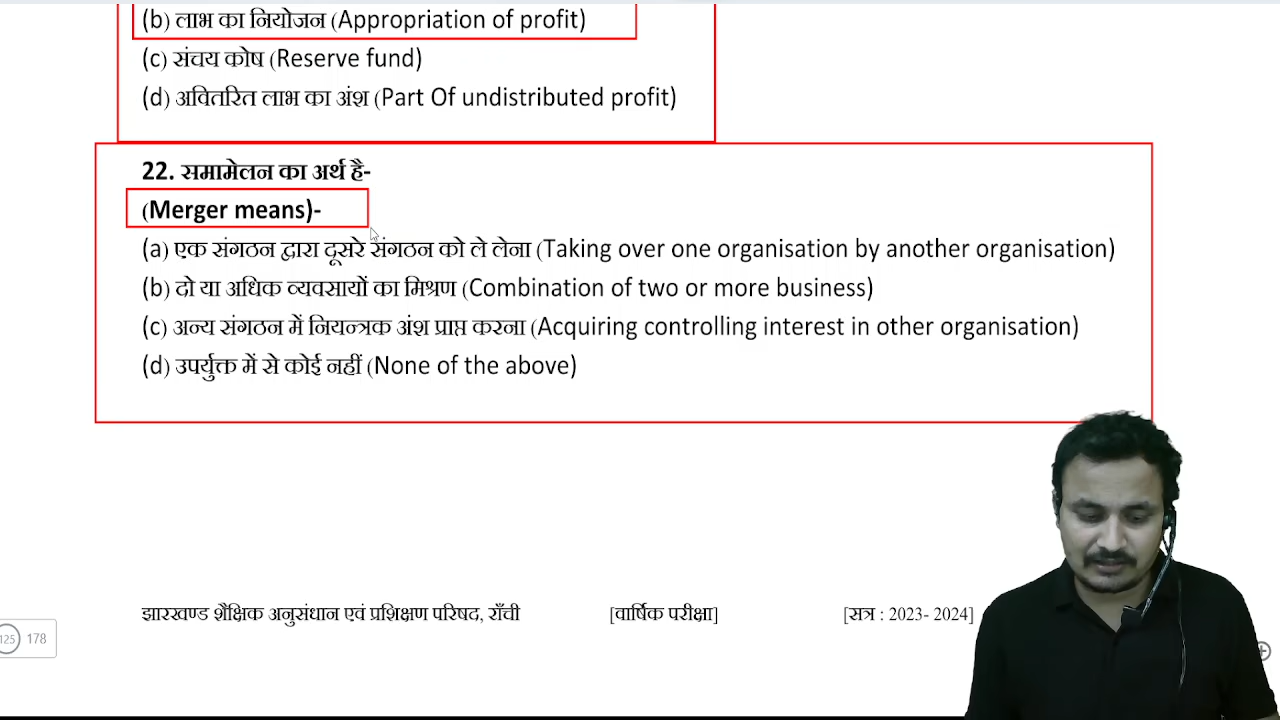 (b) लाभ का नियोजन (Appropriation of profit)
(c) संचय कोष (Reserve fund)
(d) अवितरित लाभ का अंश (Part Of undistributed profit)
22. समामेलन का अर्थ है-
(Merger means)-
(a) एक संगठन द्वारा दूसरे संगठन को ले लेना (Taking over one organisation by another organisation)
(b) दो या अधिक व्यवसायों का मिश्रण (Combination of two or more business)
(c) अन्य संगठन में नियन्त्रक अंश प्राप्त करना (Acquiring controlling interest in other organisation)
(d) उपर्युक्त में से कोई नहीं (None of the above)
झारखण्ड शैक्षिक अनुसंधान एवं प्रशिक्षण परिषद, राँची [वार्षिक परीक्षा] [सत्र : 2023- 2024]
125 178